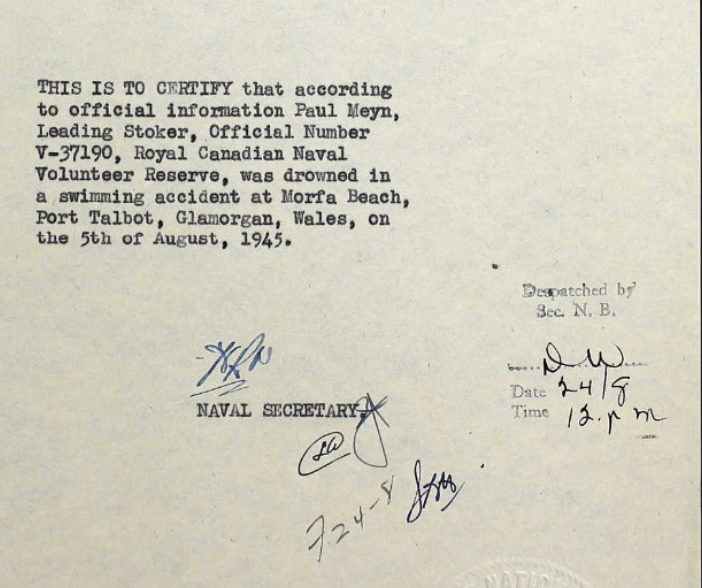 THIS IS TO CERTIFY that according
to official information Paul Meyn,
Leading Stoker, Official Number
V-37190, Royal Canadian Naval
Volunteer Reserve, was drowned in
a swimming accident at Morfa Beach,
Port Talbot, Glamorgan, Wales, on
the 5th of August, 1945.
Despatched by
Sec. N. B.
Date 24/8
Time 12. p m
NAVAL SECRETARY.
24-8